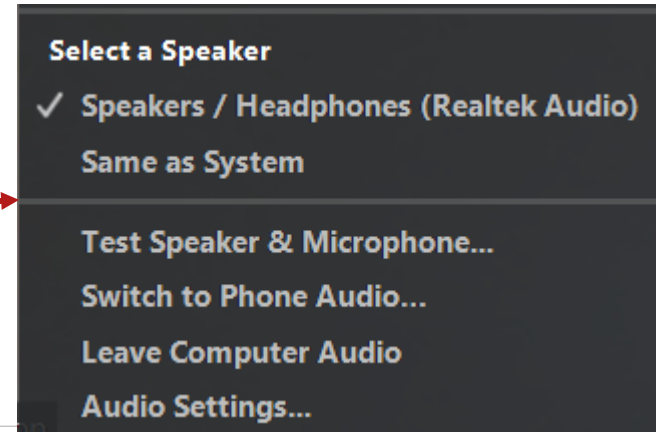 Select a Speaker
✓ Speakers / Headphones (Realtek Audio)
Same as System
Test Speaker & Microphone...
Switch to Phone Audio...
Leave Computer Audio
Audio Settings...